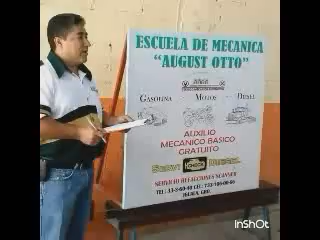 ESCUELA DE MECANICA
"AUGUST OTTO"
GASOLINA MOTOS DIESEL
AUXILIO
MECANICO BASICO
GRATUITO
SERVICIO REFACCIONES SCANNER
InShOt